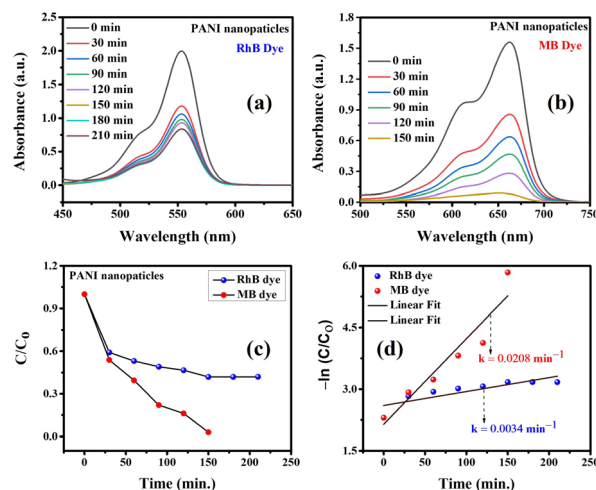 PANI nanopaticles
RhB Dye
0 min
30 min
60 min
90 min
120 min
150 min
180 min
210 min
(a)
Absorbance (a.u.)
2.5
2.0
1.5
1.0
0.5
0.0
450
500
550
600
650
Wavelength (nm)
PANI nanopaticles
MB Dye
0 min
30 min
60 min
90 min
120 min
150 min
(b)
Absorbance (a.u.)
1.8
1.5
1.2
0.9
0.6
0.3
0.0
500
550
600
650
700
750
Wavelength (nm)
PANI nanopaticles
RhB dye
MB dye
(c)
C/C₀
1.2
0.9
0.6
0.3
0.0
0
50
100
150
200
250
Time (min.)
RhB dye
MB dye
Linear Fit
Linear Fit
(d)
k = 0.0208 min⁻¹
k = 0.0034 min⁻¹
−ln (C/C₀)
6.0
4.5
3.0
1.5
0.0
0
50
100
150
200
250
Time (min.)